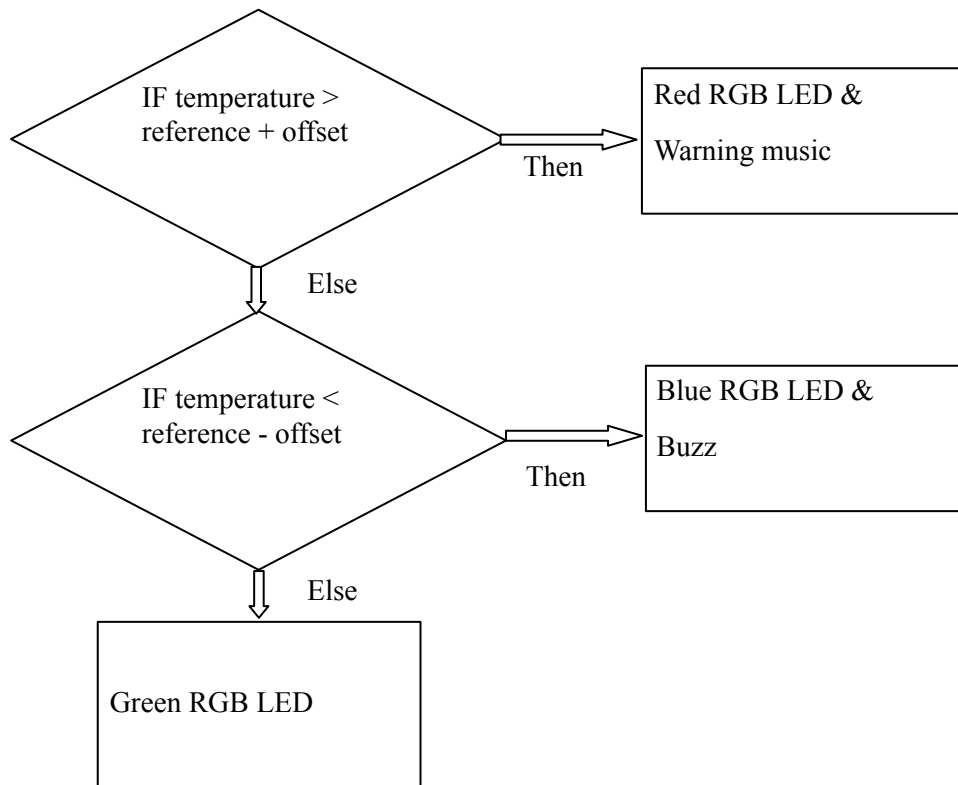 IF temperature >
reference + offset
Then
Red RGB LED &
Warning music
Else
IF temperature <
reference - offset
Then
Blue RGB LED &
Buzz
Else
Green RGB LED